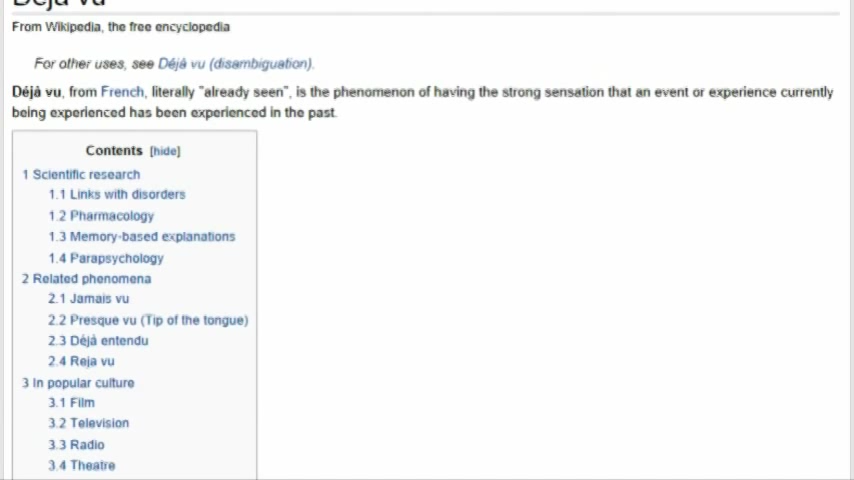 Déjà vu
From Wikipedia, the free encyclopedia
For other uses, see Déjà vu (disambiguation).
Déjà vu, from French, literally "already seen", is the phenomenon of having the strong sensation that an event or experience currently
being experienced has been experienced in the past.
Contents [hide]
1 Scientific research
1.1 Links with disorders
1.2 Pharmacology
1.3 Memory-based explanations
1.4 Parapsychology
2 Related phenomena
2.1 Jamais vu
2.2 Presque vu (Tip of the tongue)
2.3 Déjà entendu
2.4 Reja vu
3 In popular culture
3.1 Film
3.2 Television
3.3 Radio
3.4 Theatre